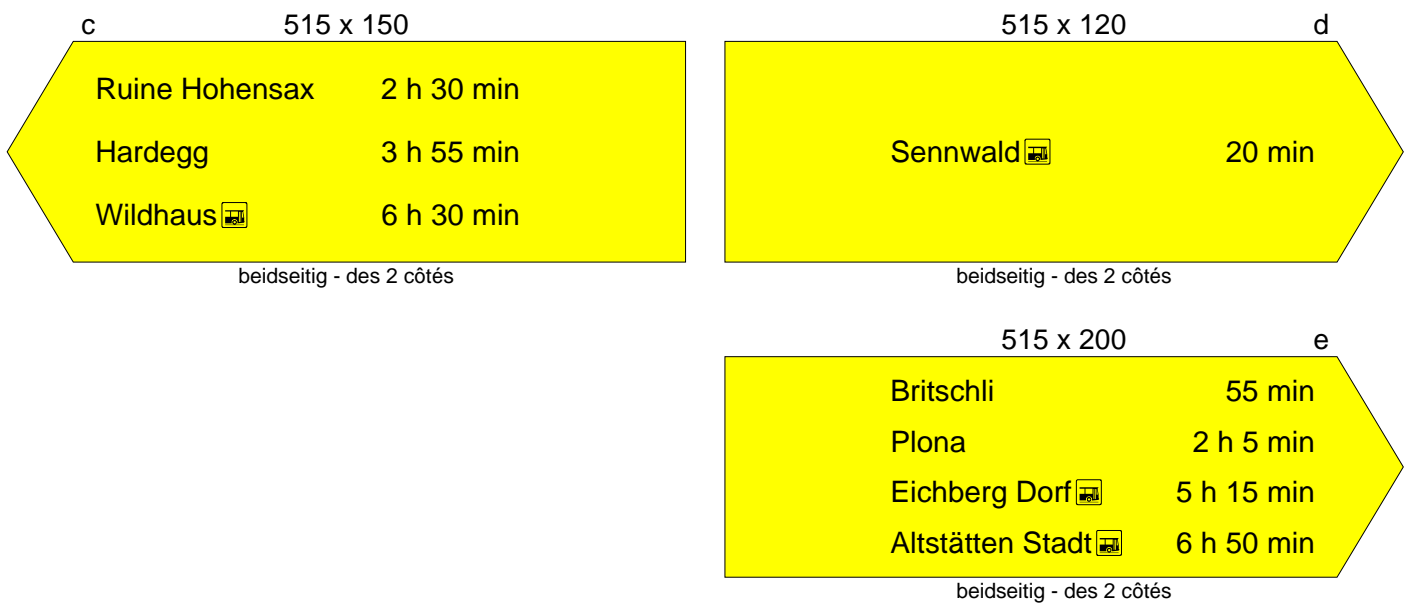 c 515 x 150
Ruine Hohensax 2 h 30 min
Hardegg 3 h 55 min
Wildhaus 6 h 30 min
beidseitig - des 2 côtés
515 x 120 d
Sennwald 20 min
beidseitig - des 2 côtés
515 x 200 e
Britschli 55 min
Plona 2 h 5 min
Eichberg Dorf 5 h 15 min
Altstätten Stadt 6 h 50 min
beidseitig - des 2 côtés